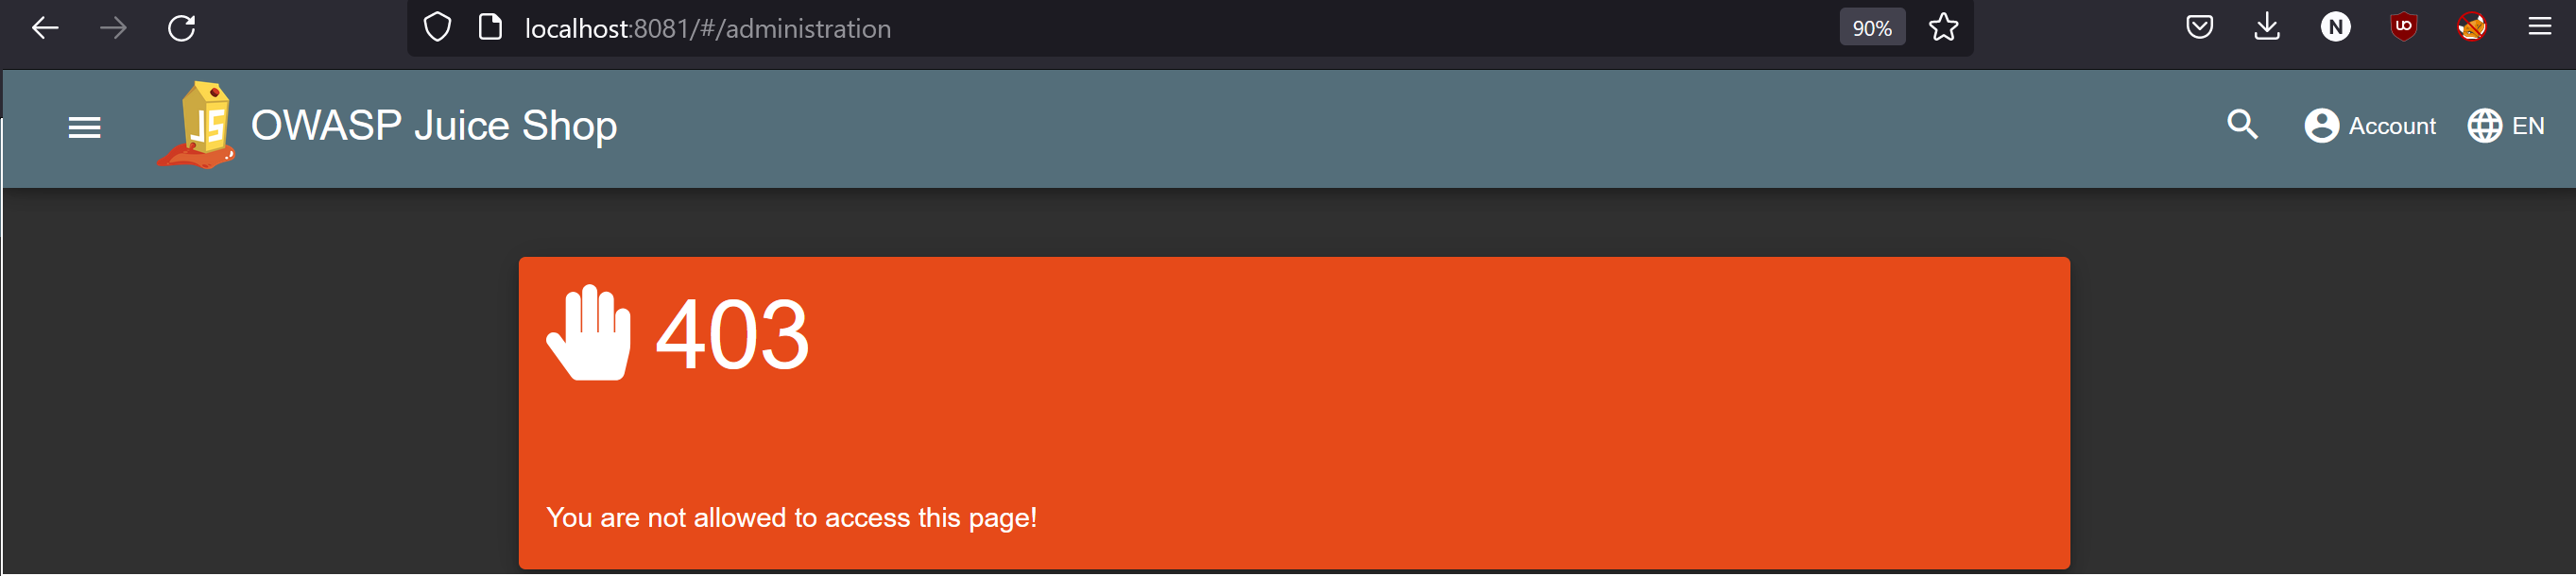 localhost:8081/#/administration
90%
N
uo
JS
OWASP Juice Shop
Account
EN
403
You are not allowed to access this page!